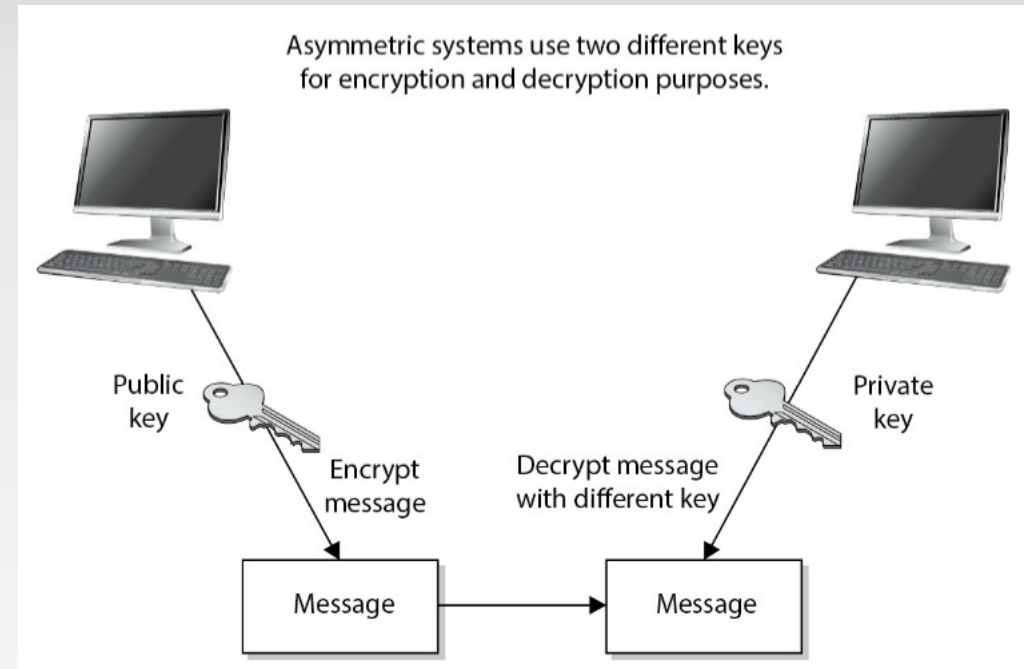 Asymmetric systems use two different keys
for encryption and decryption purposes.
Public
key
Private
key
Encrypt
message
Decrypt message
with different key
Message
Message